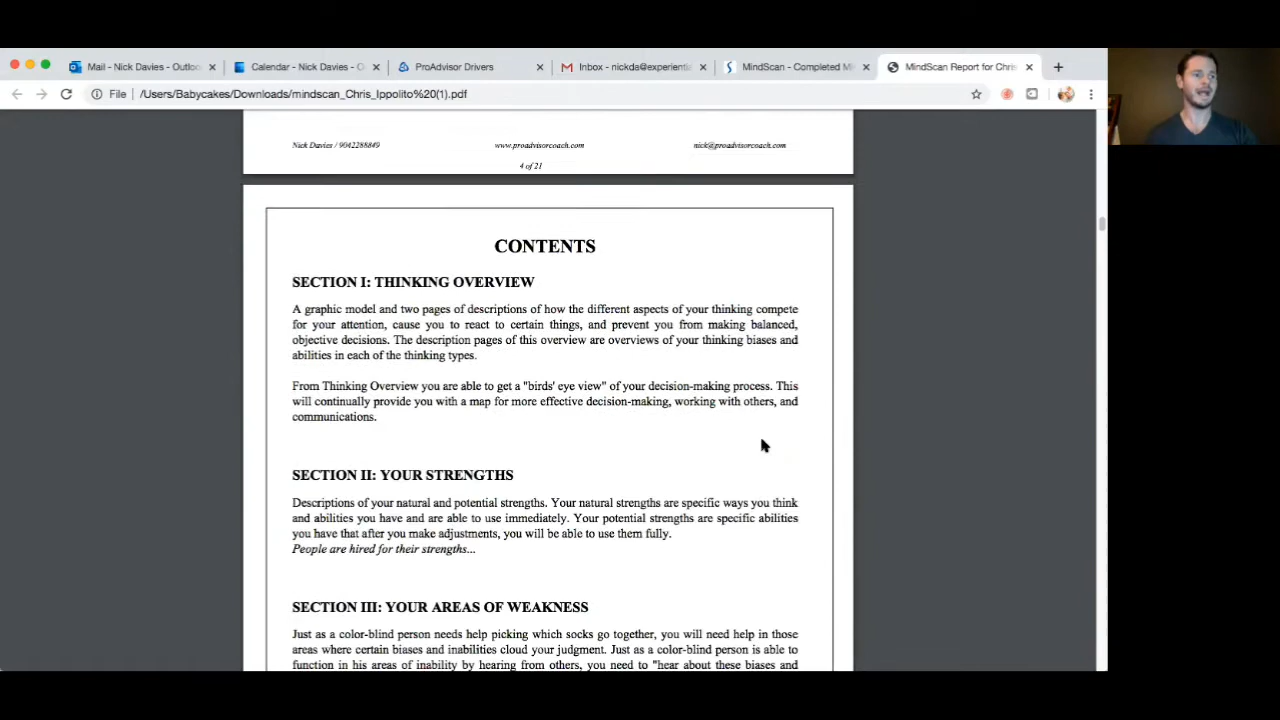 Mail - Nick Davies - Outloo
Calendar - Nick Davies - O
ProAdvisor Drivers
Inbox - nickda@experienti
MindScan - Completed M
MindScan Report for Chris
File
/Users/Babycakes/Downloads/mindscan_Chris_Ippolito%20(1).pdf
Nick Davies / 9042288849
www.proadvisorcoach.com
nick@proadvisorcoach.com
4 of 21
CONTENTS
SECTION I: THINKING OVERVIEW
A graphic model and two pages of descriptions of how the different aspects of your thinking compete
for your attention, cause you to react to certain things, and prevent you from making balanced,
objective decisions. The description pages of this overview are overviews of your thinking biases and
abilities in each of the thinking types.
From Thinking Overview you are able to get a "birds' eye view" of your decision-making process. This
will continually provide you with a map for more effective decision-making, working with others, and
communications.
SECTION II: YOUR STRENGTHS
Descriptions of your natural and potential strengths. Your natural strengths are specific ways you think
and abilities you have and are able to use immediately. Your potential strengths are specific abilities
you have that after you make adjustments, you will be able to use them fully.
People are hired for their strengths...
SECTION III: YOUR AREAS OF WEAKNESS
Just as a color-blind person needs help picking which socks go together, you will need help in those
areas where certain biases and inabilities cloud your judgment. Just as a color-blind person is able to
function in his areas of inability by hearing from others, you need to "hear about these biases and